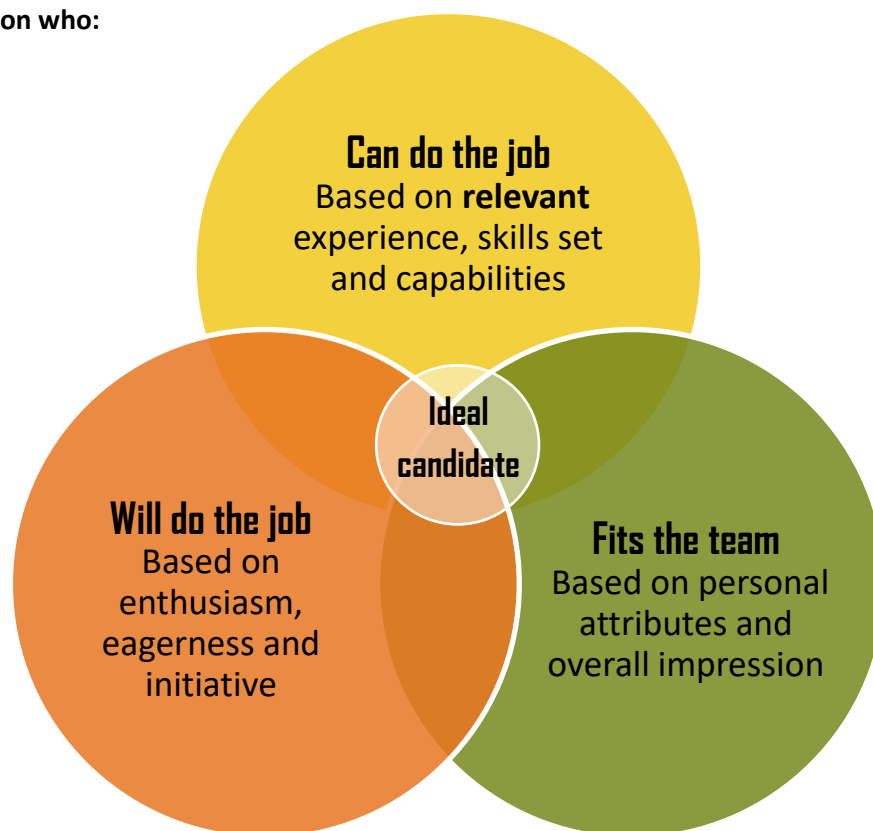 on who:
Can do the job
Based on relevant
experience, skills set
and capabilities
Ideal
candidate
Will do the job
Based on
enthusiasm,
eagerness and
initiative
Fits the team
Based on personal
attributes and
overall impression